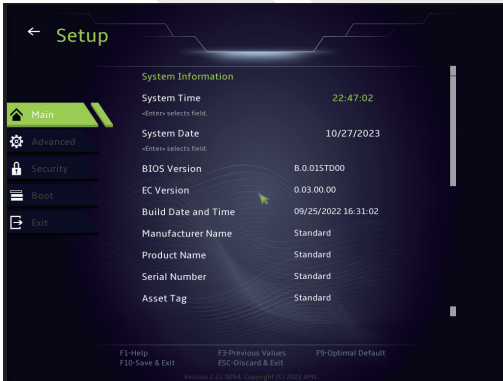 Setup
System Information
System Time 22:47:02
<Enter> selects field.
System Date 10/27/2023
<Enter> selects field.
BIOS Version B.0.01STD00
EC Version 0.03.00.00
Build Date and Time 09/25/2022 16:31:02
Manufacturer Name Standard
Product Name Standard
Serial Number Standard
Asset Tag Standard
Main
Advanced
Security
Boot
Exit
F1-Help F3-Previous Values F9-Optimal Default
F10-Save & Exit ESC-Discard & Exit
Version 2.22.0054. Copyright (C) 2022 AMI